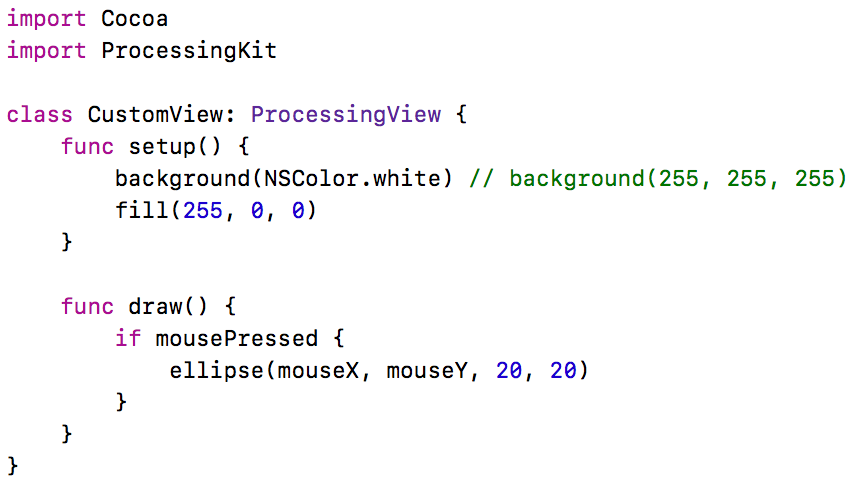 import Cocoa
import ProcessingKit

class CustomView: ProcessingView {
    func setup() {
        background(NSColor.white) // background(255, 255, 255)
        fill(255, 0, 0)
    }

    func draw() {
        if mousePressed {
            ellipse(mouseX, mouseY, 20, 20)
        }
    }
}